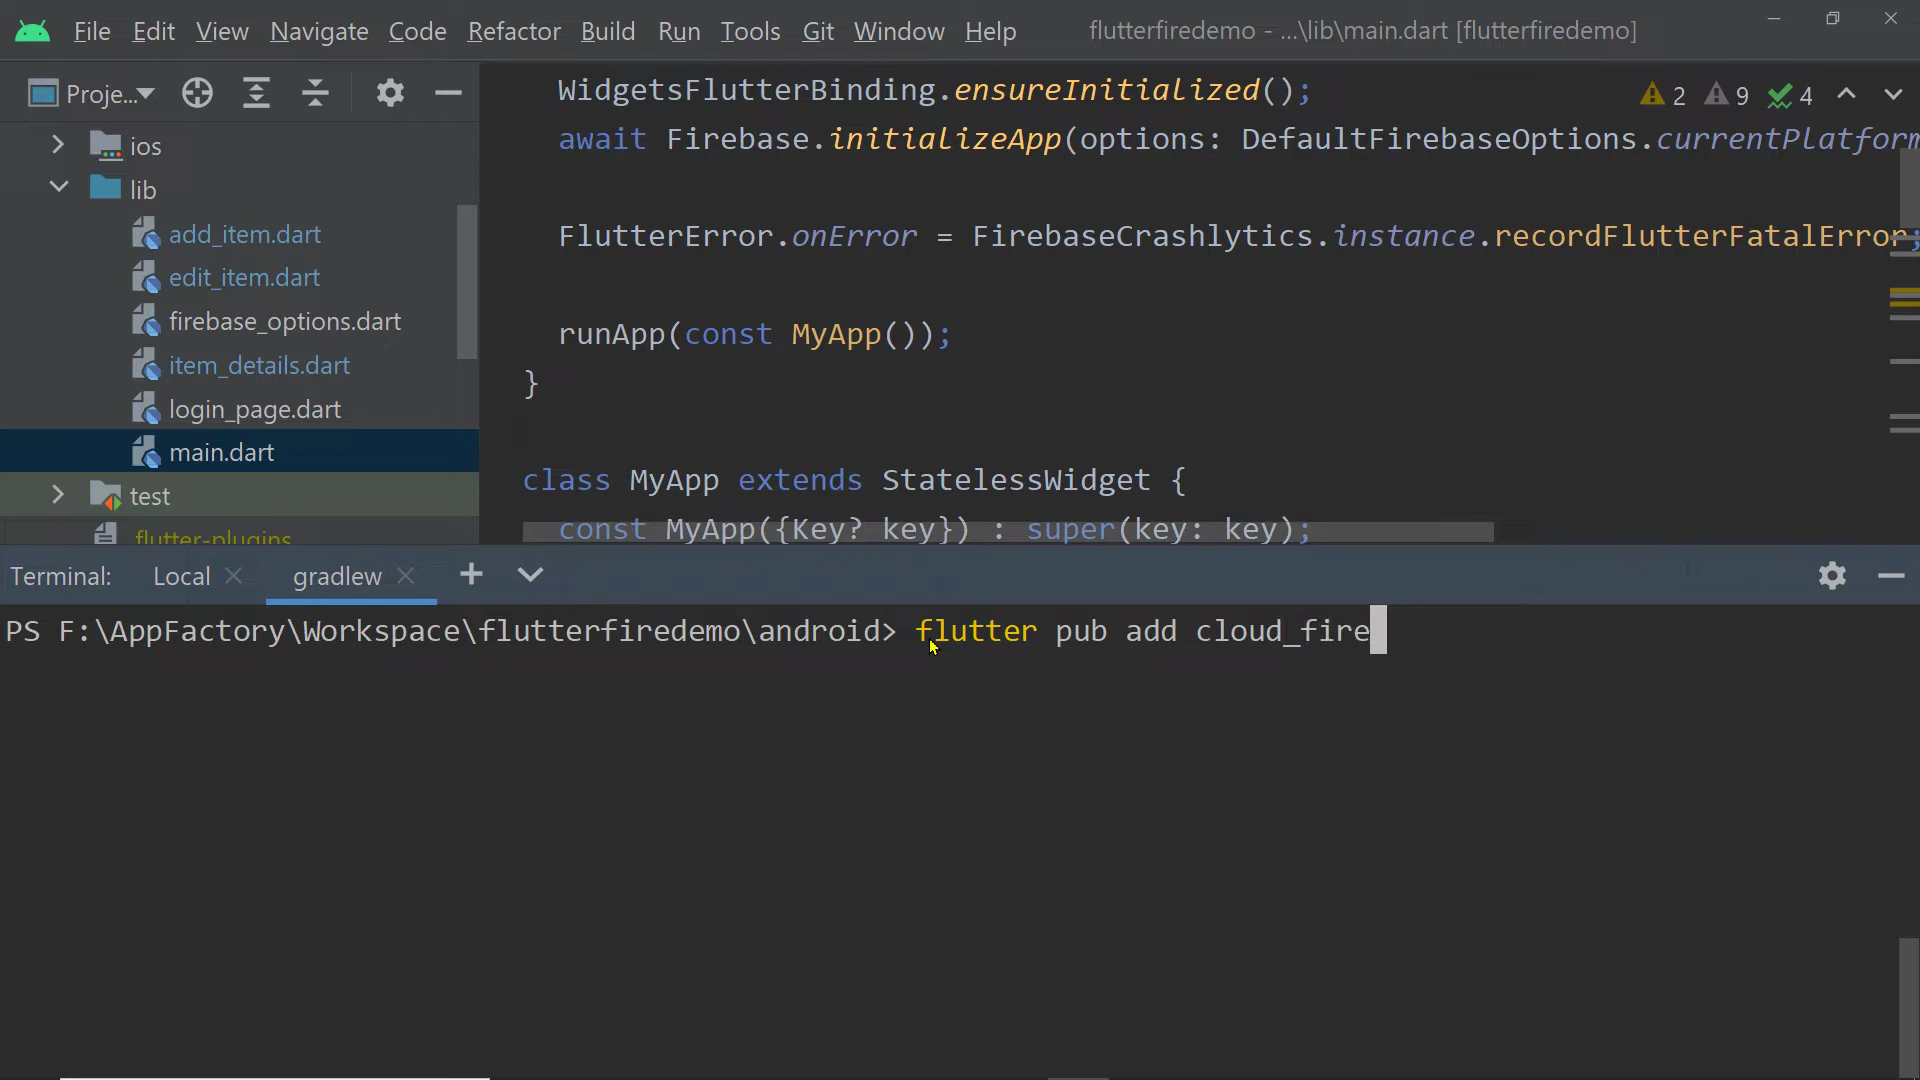 File Edit View Navigate Code Refactor Build Run Tools Git Window Help flutterfiredemo - ...\lib\main.dart [flutterfiredemo]
Proje...
ios
lib
add_item.dart
edit_item.dart
firebase_options.dart
item_details.dart
login_page.dart
main.dart
test
flutter-plugins
2 9 4
WidgetsFlutterBinding.ensureInitialized();
await Firebase.initializeApp(options: DefaultFirebaseOptions.currentPlatform
FlutterError.onError = FirebaseCrashlytics.instance.recordFlutterFatalError;
runApp(const MyApp());
}
class MyApp extends StatelessWidget {
const MyApp({Key? key}) : super(key: key);
Terminal: Local gradlew
PS F:\AppFactory\Workspace\flutterfiredemo\android> flutter pub add cloud_fire